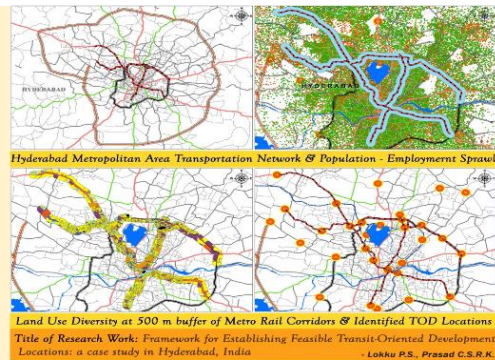 HYDERABAD
HYDERABAD
Hyderabad Metropolitan Area Transportation Network & Population - Employemrnt Sprawl
Land Use Diversity at 500 m buffer of Metro Rail Corridors & Identified TOD Locations
Title of Research Work: Framework for Establishing Feasible Transit-Oriented Development
Locations: a case study in Hyderabad, India
- Lokku P.S., Prasad C.S.R.K.